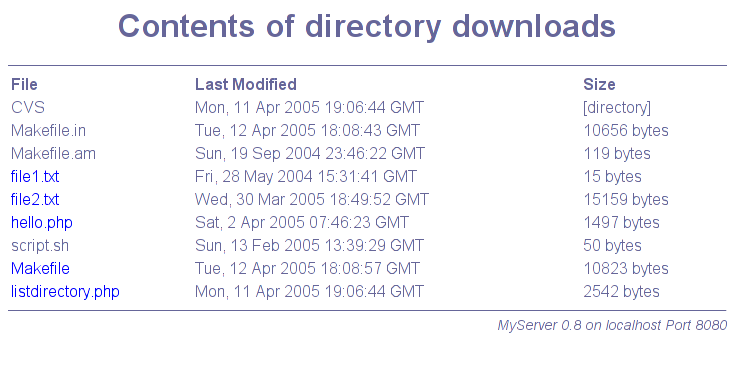 Contents of directory downloads
File Last Modified Size
CVS Mon, 11 Apr 2005 19:06:44 GMT [directory]
Makefile.in Tue, 12 Apr 2005 18:08:43 GMT 10656 bytes
Makefile.am Sun, 19 Sep 2004 23:46:22 GMT 119 bytes
file1.txt Fri, 28 May 2004 15:31:41 GMT 15 bytes
file2.txt Wed, 30 Mar 2005 18:49:52 GMT 15159 bytes
hello.php Sat, 2 Apr 2005 07:46:23 GMT 1497 bytes
script.sh Sun, 13 Feb 2005 13:39:29 GMT 50 bytes
Makefile Tue, 12 Apr 2005 18:08:57 GMT 10823 bytes
listdirectory.php Mon, 11 Apr 2005 19:06:44 GMT 2542 bytes
MyServer 0.8 on localhost Port 8080